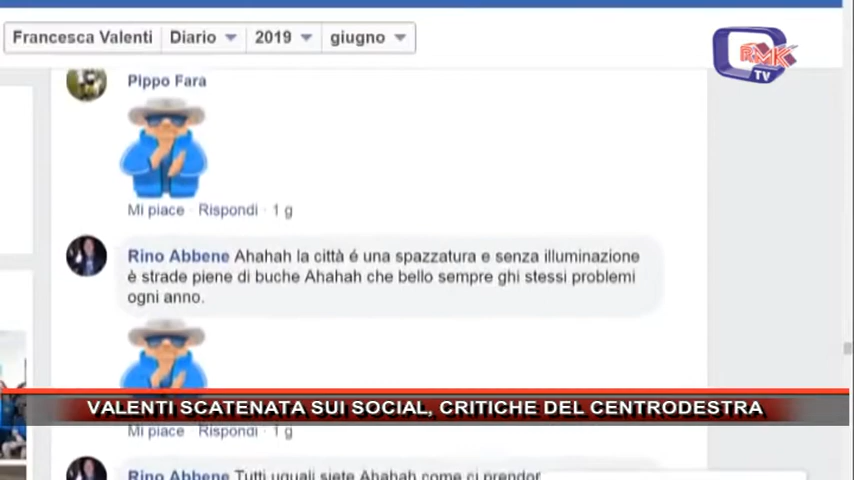 Francesca Valenti Diario 2019 giugno
RMK
TV
Pippo Fara
Mi piace · Rispondi · 1 g
Rino Abbene Ahahah la città é una spazzatura e senza illuminazione
è strade piene di buche Ahahah che bello sempre ghi stessi problemi
ogni anno.
VALENTI SCATENATA SUI SOCIAL, CRITICHE DEL CENTRODESTRA
Mi piace · Rispondi · 1 g
Rino Abbene Tutti uguali siete Ahahah come ci